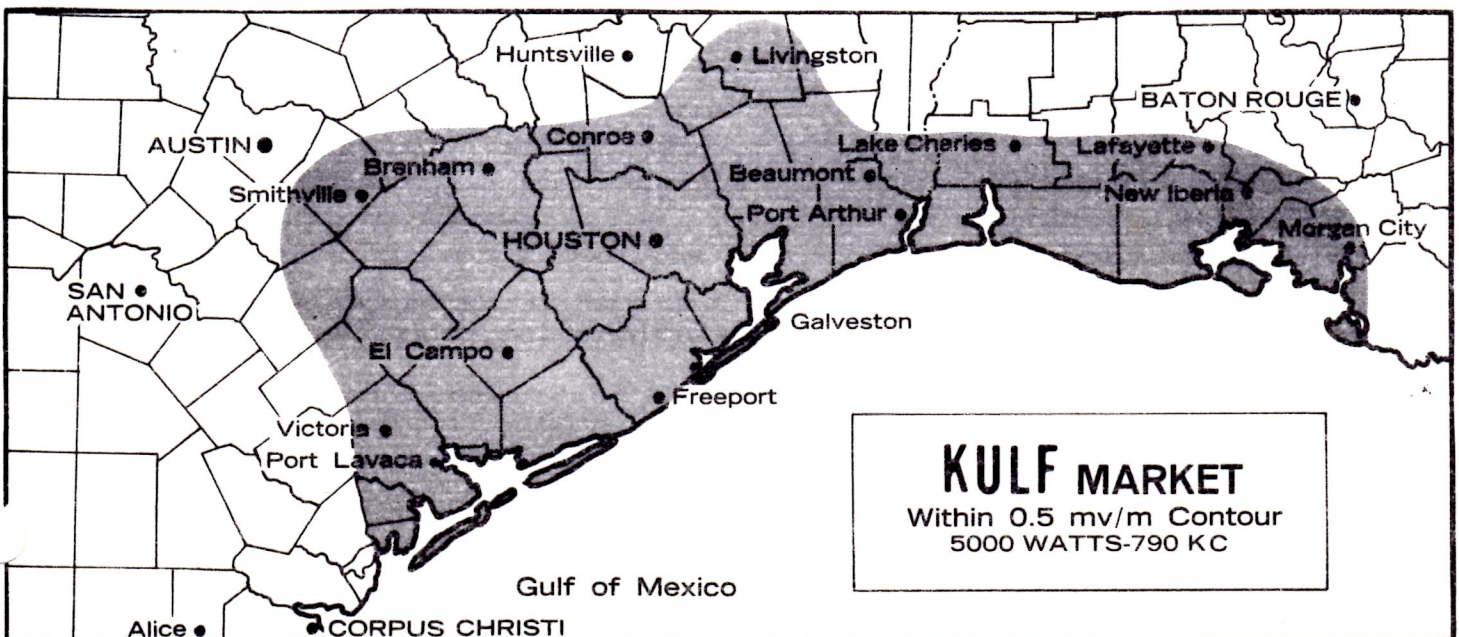 Huntsville
Livingston
BATON ROUGE
AUSTIN
Conroe
Lake Charles
Lafayette
Brenham
Beaumont
Smithville
New Iberia
Port Arthur
HOUSTON
Morgan City
SAN
ANTONIO
Galveston
El Campo
Freeport
Victoria
Port Lavaca
KULF MARKET
Within 0.5 mv/m Contour
5000 WATTS-790 KC
Gulf of Mexico
Alice
CORPUS CHRISTI